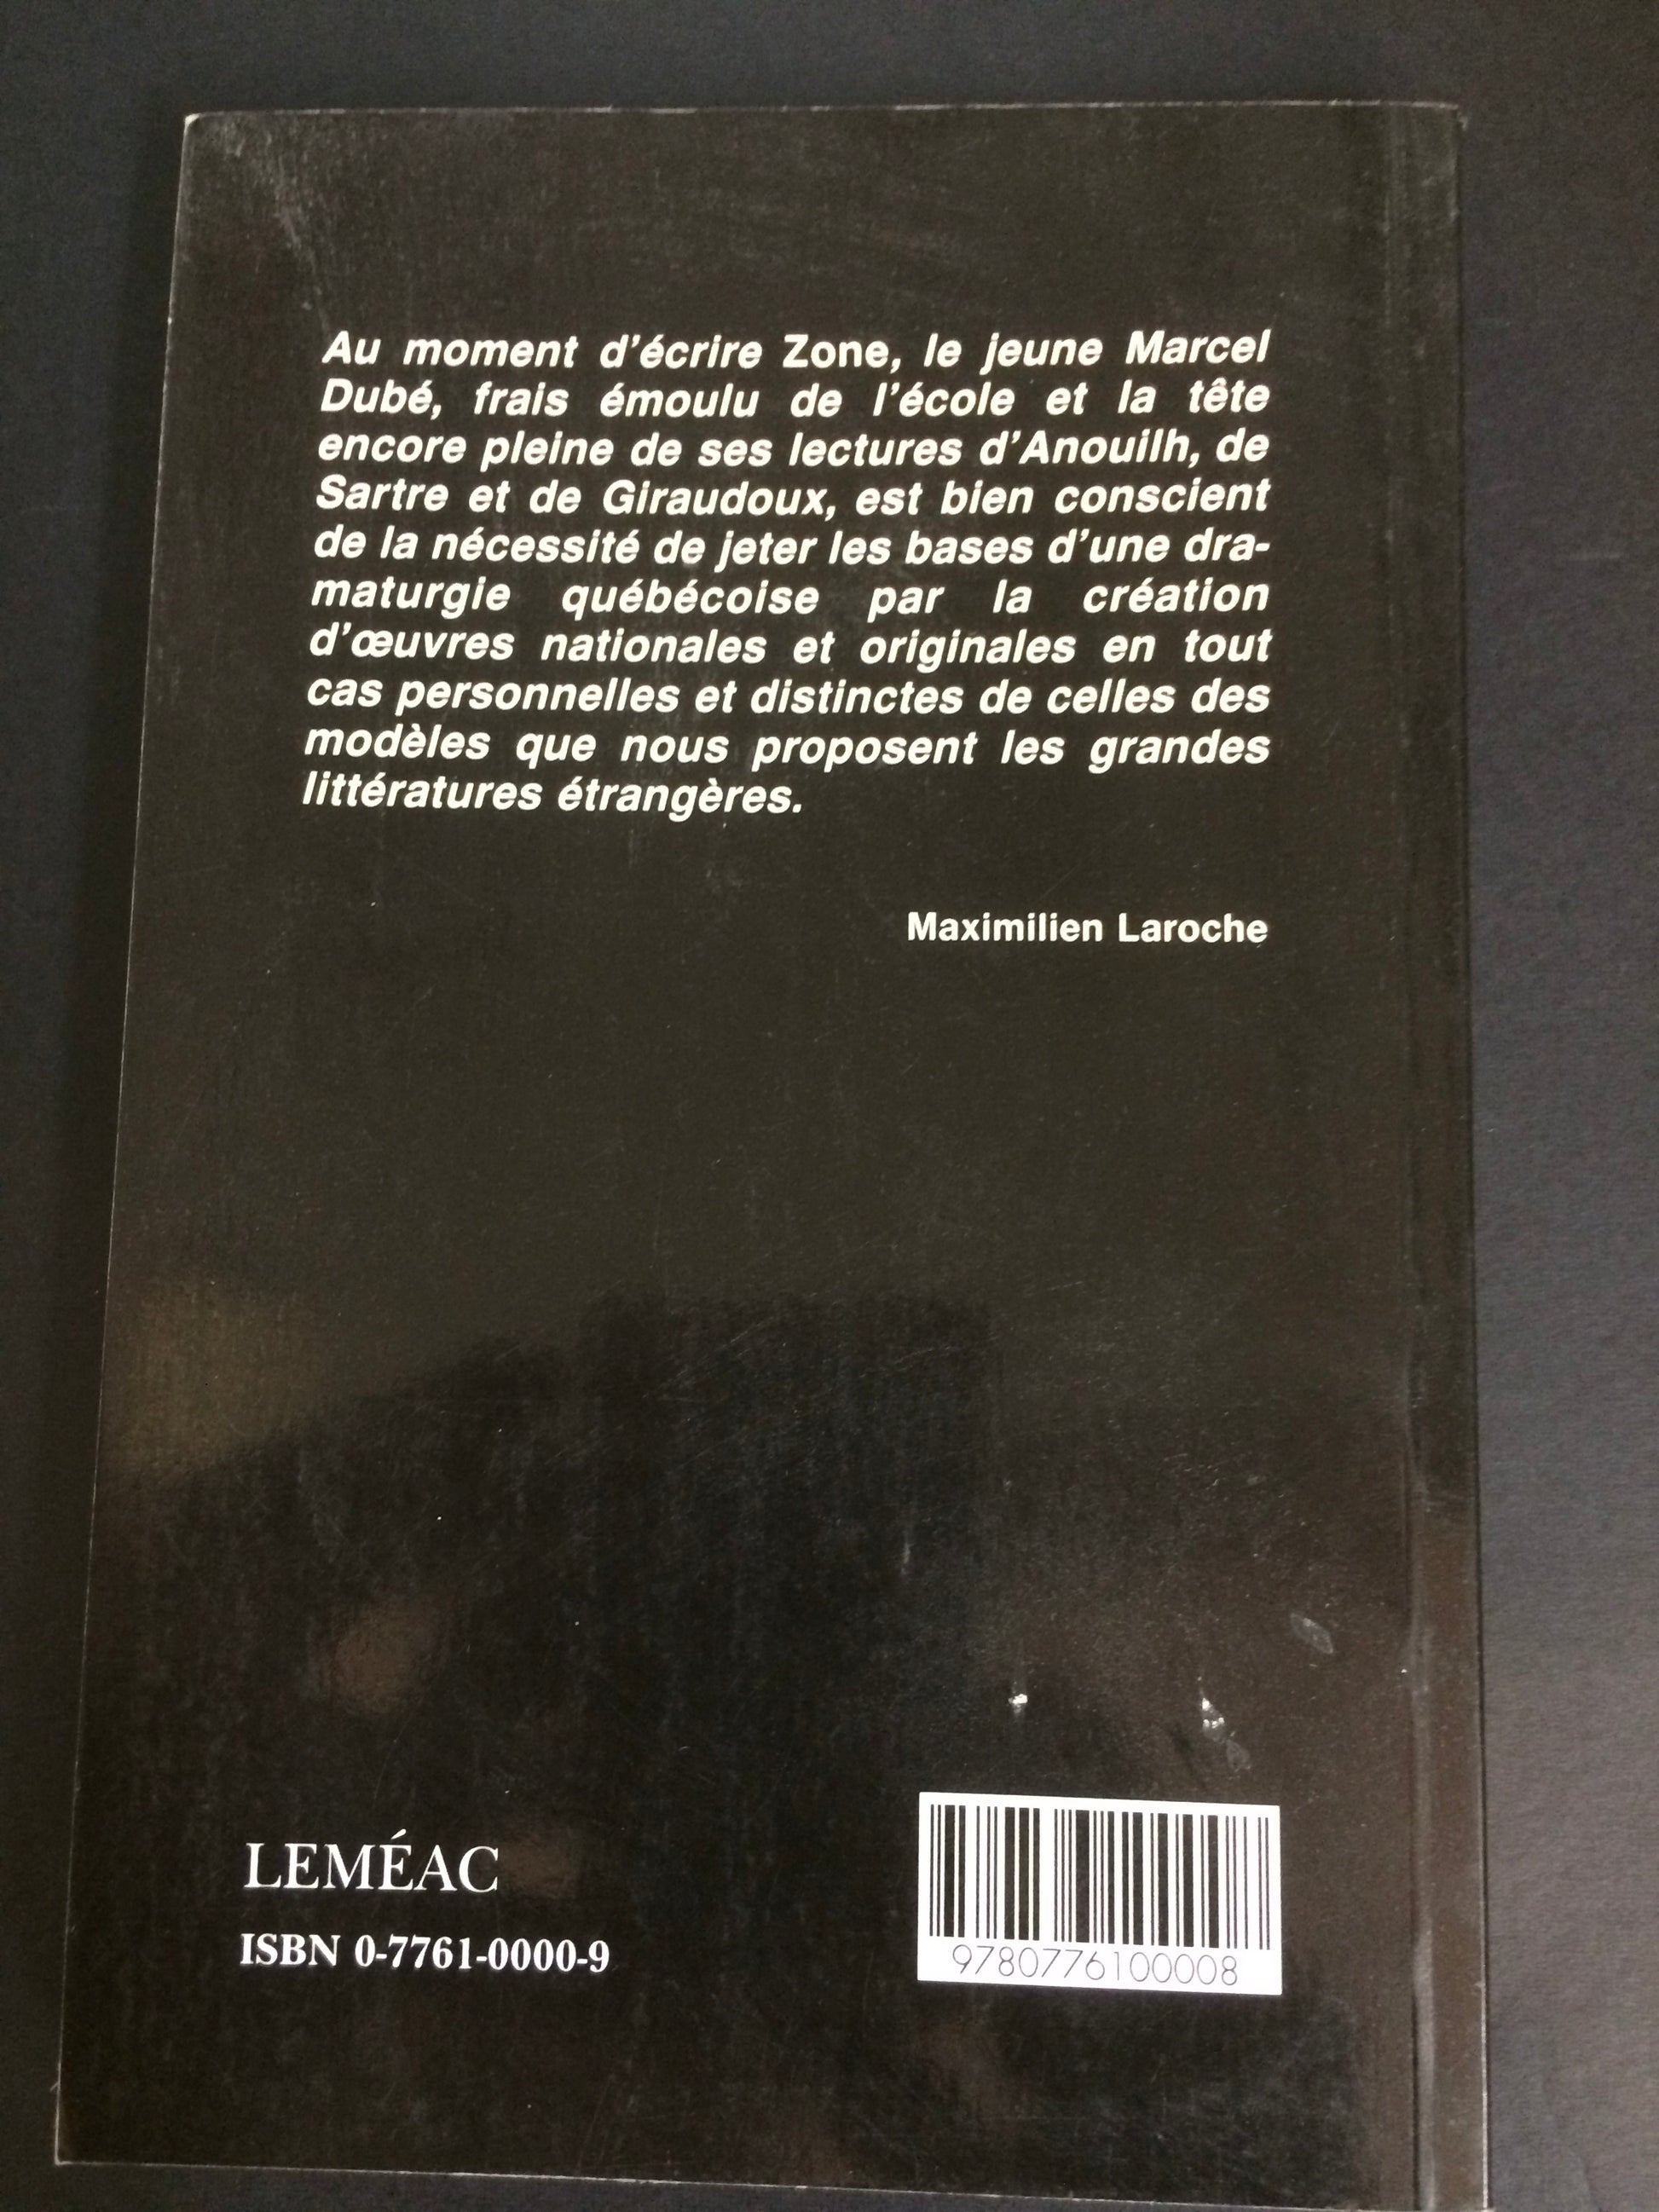 Au moment d'écrire Zone, le jeune Marcel
Dubé, frais émoulu de l'école et la tête
encore pleine de ses lectures d'Anouilh, de
Sartre et de Giraudoux, est bien conscient
de la nécessité de jeter les bases d'une dra-
maturgie québécoise par la création
d'œuvres nationales et originales en tout
cas personnelles et distinctes de celles des
modèles que nous proposent les grandes
littératures étrangères.
Maximilien Laroche
LEMÉAC
ISBN 0-7761-0000-9
9780776100008